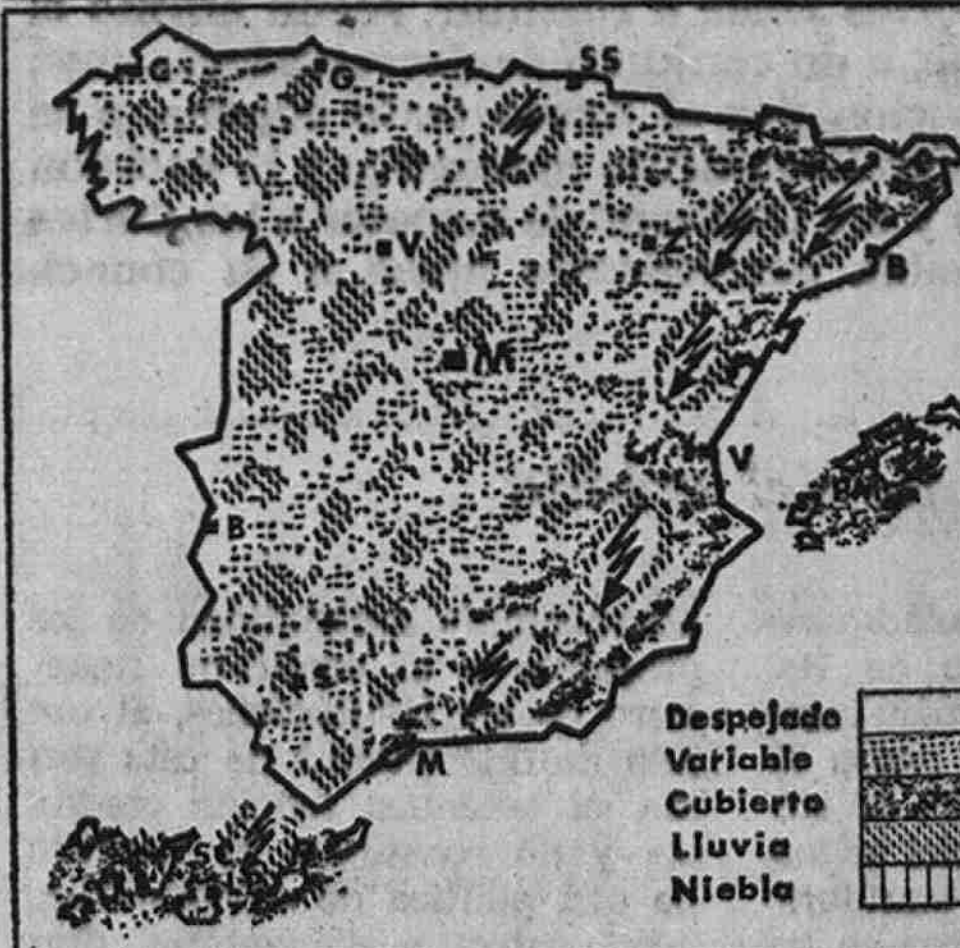 C
O
SS
V
Z
B
M
V
B
S
M
Despejado
Variable
Cubierto
Lluvia
Niebla